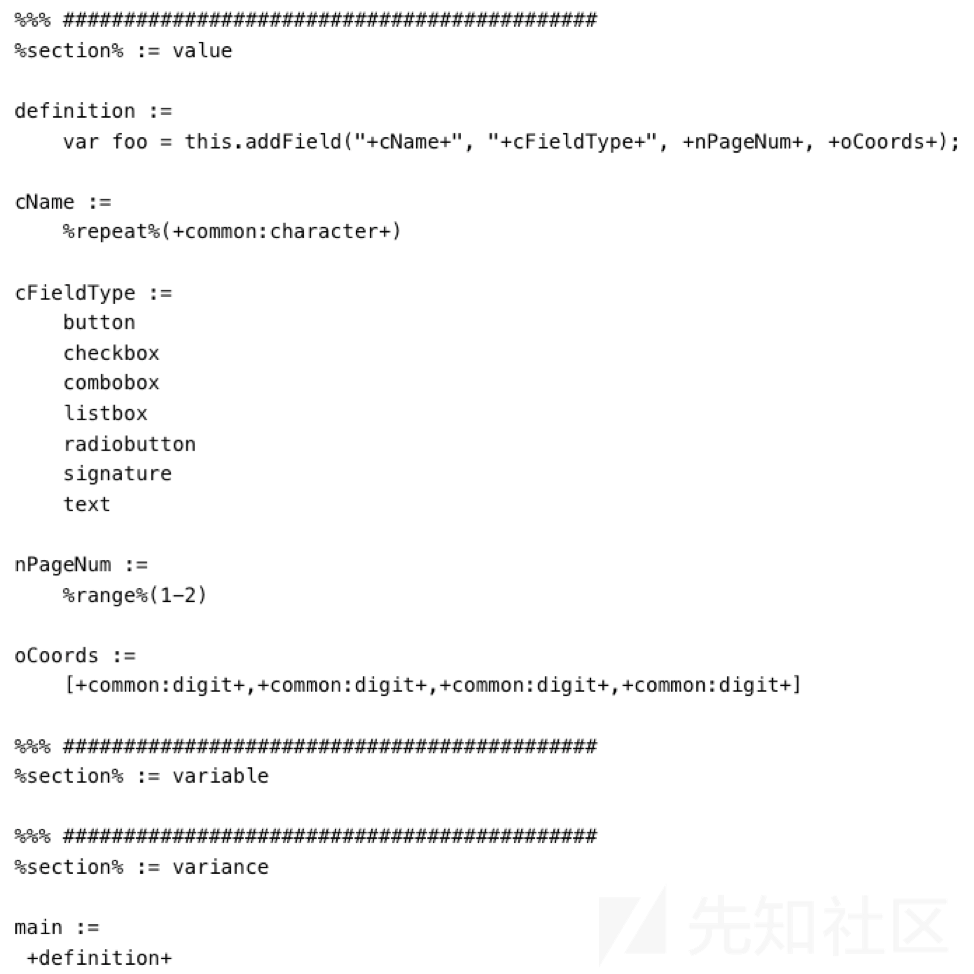 %%% ############################################
%section% := value
definition :=
    var foo = this.addField("+cName+", "+cFieldType+", +nPageNum+, +oCoords+);
cName :=
    %repeat%(+common:character+)
cFieldType :=
    button
    checkbox
    combobox
    listbox
    radiobutton
    signature
    text
nPageNum :=
    %range%(1-2)
oCoords :=
    [+common:digit+,+common:digit+,+common:digit+,+common:digit+]
%%% ############################################
%section% := variable
%%% ############################################
%section% := variance
main :=
 +definition+
先知社区